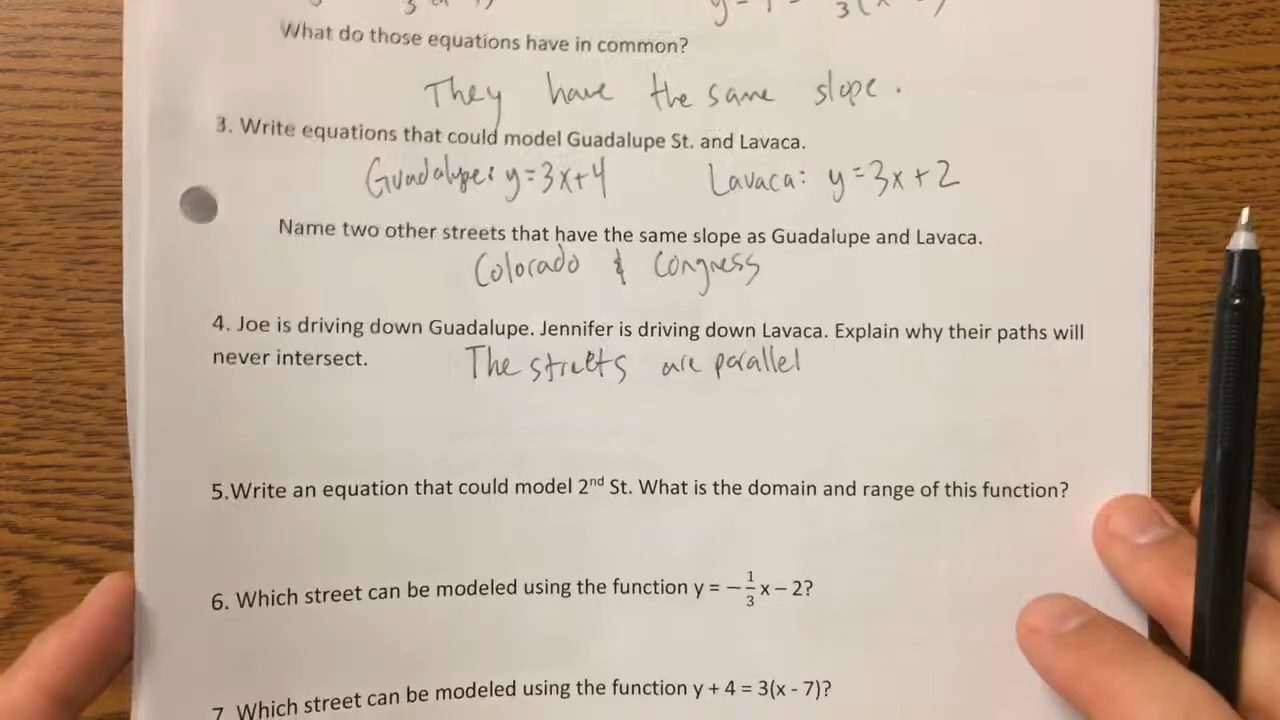 What do those equations have in common?
They have the same slope.
3. Write equations that could model Guadalupe St. and Lavaca.
Guadalupe: y=3x+4 Lavaca: y=3x+2
Name two other streets that have the same slope as Guadalupe and Lavaca.
Colorado & Congress
4. Joe is driving down Guadalupe. Jennifer is driving down Lavaca. Explain why their paths will
never intersect. The streets are parallel
5.Write an equation that could model 2nd St. What is the domain and range of this function?
6. Which street can be modeled using the function y = −1/3x − 2?
7. Which street can be modeled using the function y + 4 = 3(x - 7)?